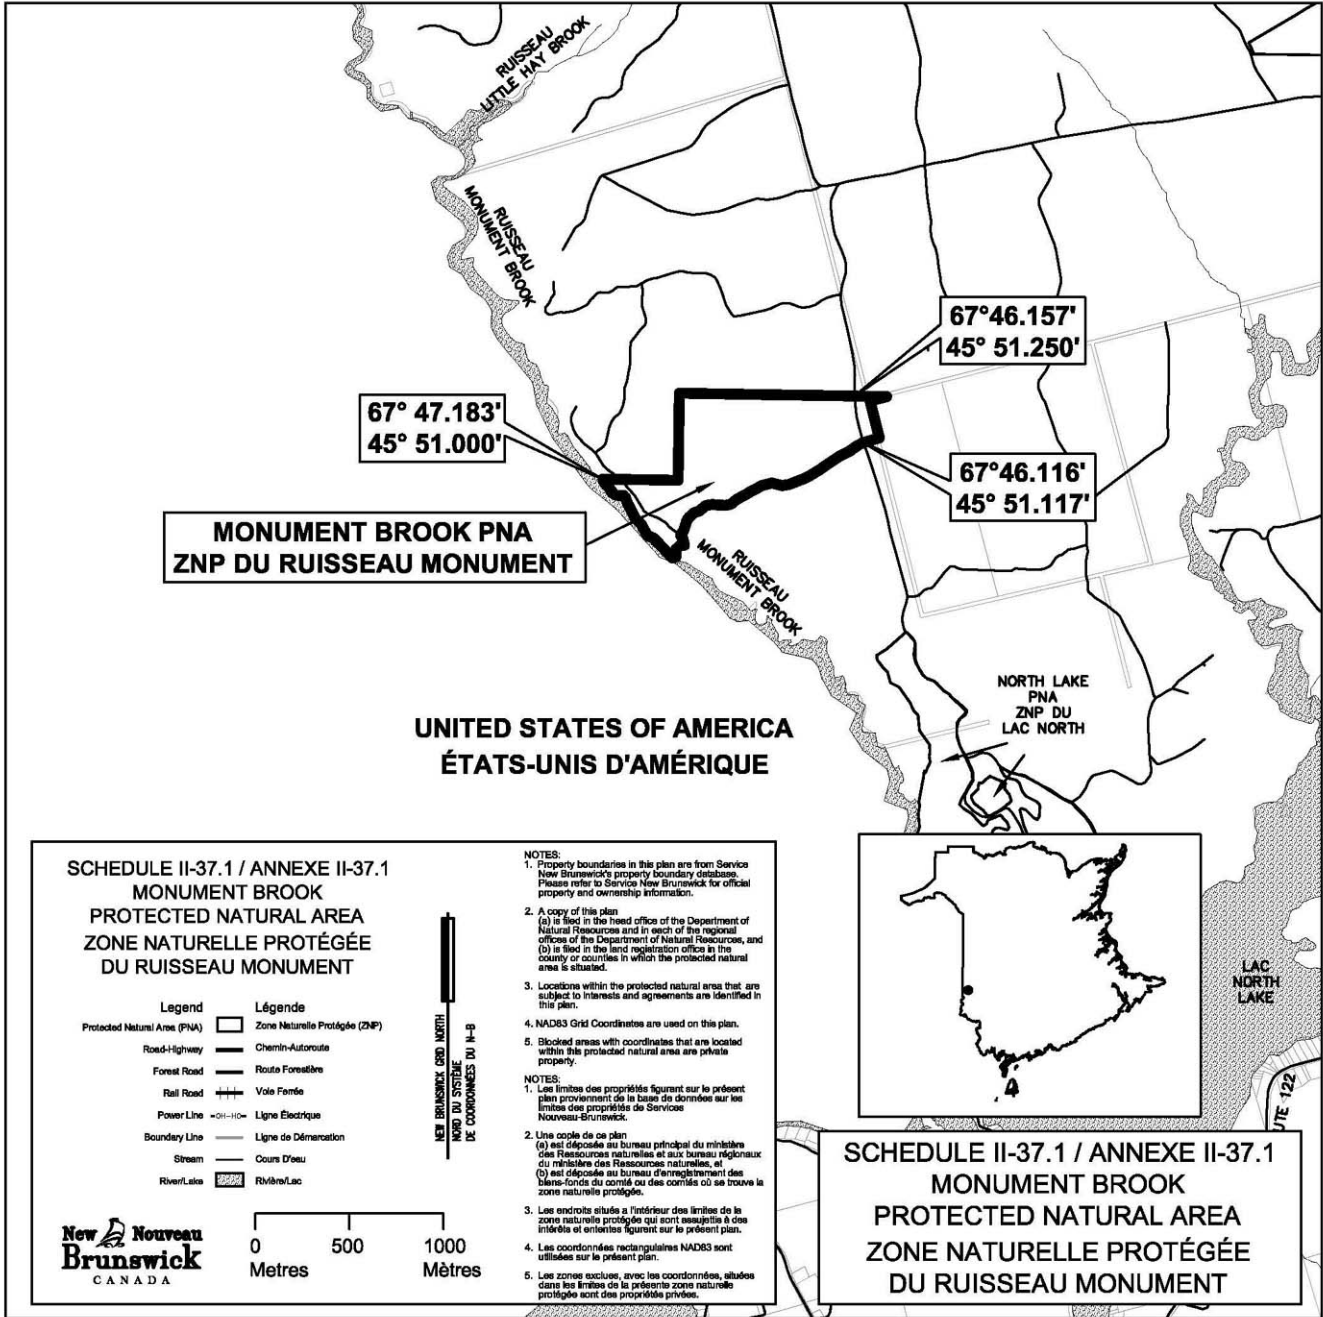 RUISSEAU
LITTLE HAY BROOK
RUISSEAU
MONUMENT BROOK
67°46.157'
45° 51.250'
67° 47.183'
45° 51.000'
67°46.116'
45° 51.117'
MONUMENT BROOK PNA
ZNP DU RUISSEAU MONUMENT
RUISSEAU
MONUMENT BROOK
NORTH LAKE
PNA
ZNP DU
LAC NORTH
UNITED STATES OF AMERICA
ÉTATS-UNIS D'AMÉRIQUE
LAC
NORTH
LAKE
UTE 122
SCHEDULE II-37.1 / ANNEXE II-37.1
MONUMENT BROOK
PROTECTED NATURAL AREA
ZONE NATURELLE PROTÉGÉE
DU RUISSEAU MONUMENT
Legend Légende
Protected Natural Area (PNA) Zone Naturelle Protégée (ZNP)
Road-Highway Chemin-Autoroute
Forest Road Route Forestière
Rail Road Voie Ferrée
Power Line -OH-HO- Ligne Électrique
Boundary Line Ligne de Démarcation
Stream Cours D'eau
River/Lake Rivière/Lac
NEW BRUNSWICK GRID NORTH
NORD DU SYSTÈME
DE COORDONNÉES DU N-B
New Nouveau
Brunswick
CANADA
0 500 1000
Metres Mètres
NOTES:
1. Property boundaries in this plan are from Service
New Brunswick's property boundary database.
Please refer to Service New Brunswick for official
property and ownership information.
2. A copy of this plan
(a) is filed in the head office of the Department of
Natural Resources and in each of the regional
offices of the Department of Natural Resources, and
(b) is filed in the land registration office in the
county or counties in which the protected natural
area is situated.
3. Locations within the protected natural area that are
subject to interests and agreements are identified in
this plan.
4. NAD83 Grid Coordinates are used on this plan.
5. Blocked areas with coordinates that are located
within this protected natural area are private
property.
NOTES:
1. Les limites des propriétés figurant sur le présent
plan proviennent de la base de données sur les
limites des propriétés de Services
Nouveau-Brunswick.
2. Une copie de ce plan
(a) est déposée au bureau principal du ministère
des Ressources naturelles et aux bureau régionaux
du ministère des Ressources naturelles, et
(b) est déposée au bureau d'enregistrement des
biens-fonds du comté ou des comtés où se trouve la
zone naturelle protégée.
3. Les endroits situés a l'intérieur des limites de la
zone naturelle protégée qui sont assujettis à des
intérêts et ententes figurent sur le présent plan.
4. Les coordonnées rectangulaires NAD83 sont
utilisées sur le présent plan.
5. Les zones exclues, avec les coordonnées, situées
dans les limites de la présente zone naturelle
protégée sont des propriétés privées.
SCHEDULE II-37.1 / ANNEXE II-37.1
MONUMENT BROOK
PROTECTED NATURAL AREA
ZONE NATURELLE PROTÉGÉE
DU RUISSEAU MONUMENT